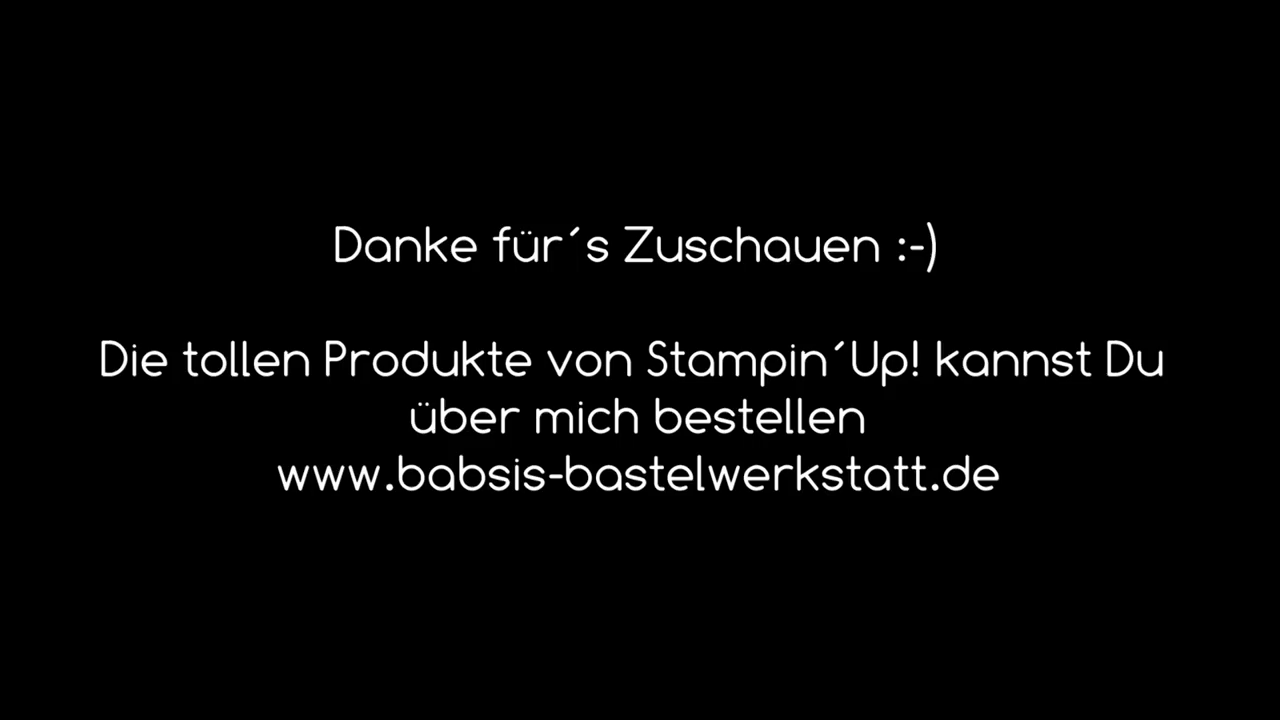 Danke für´s Zuschauen :-)
Die tollen Produkte von Stampin´Up! kannst Du
über mich bestellen
www.babsis-bastelwerkstatt.de